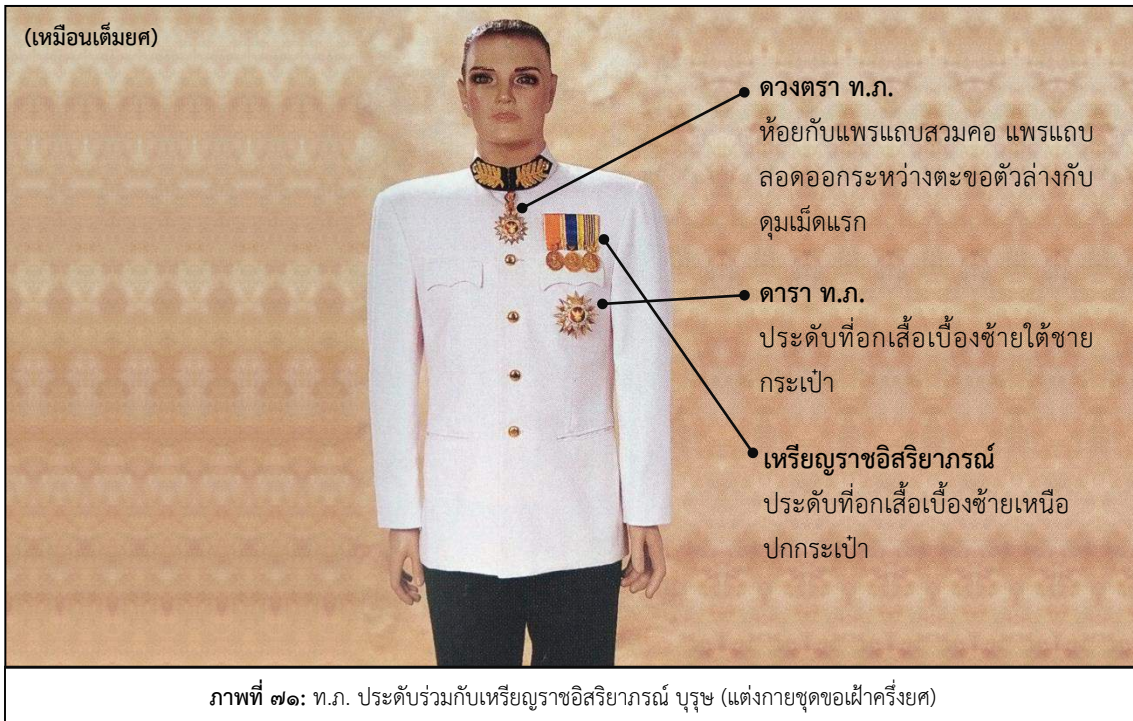 (เหมือนเต็มยศ)
ดวงตรา ท.ภ.
ห้อยกับแพรแถบสวมคอ แพรแถบ
ลอดออกระหว่างตะขอตัวล่างกับ
ดุมเม็ดแรก
ดารา ท.ภ.
ประดับที่อกเสื้อเบื้องซ้ายใต้ชาย
กระเป๋า
เหรียญราชอิสริยาภรณ์
ประดับที่อกเสื้อเบื้องซ้ายเหนือ
ปกกระเป๋า
ภาพที่ ๗๑: ท.ภ. ประดับร่วมกับเหรียญราชอิสริยาภรณ์ บุรุษ (แต่งกายชุดขอเฝ้าครึ่งยศ)